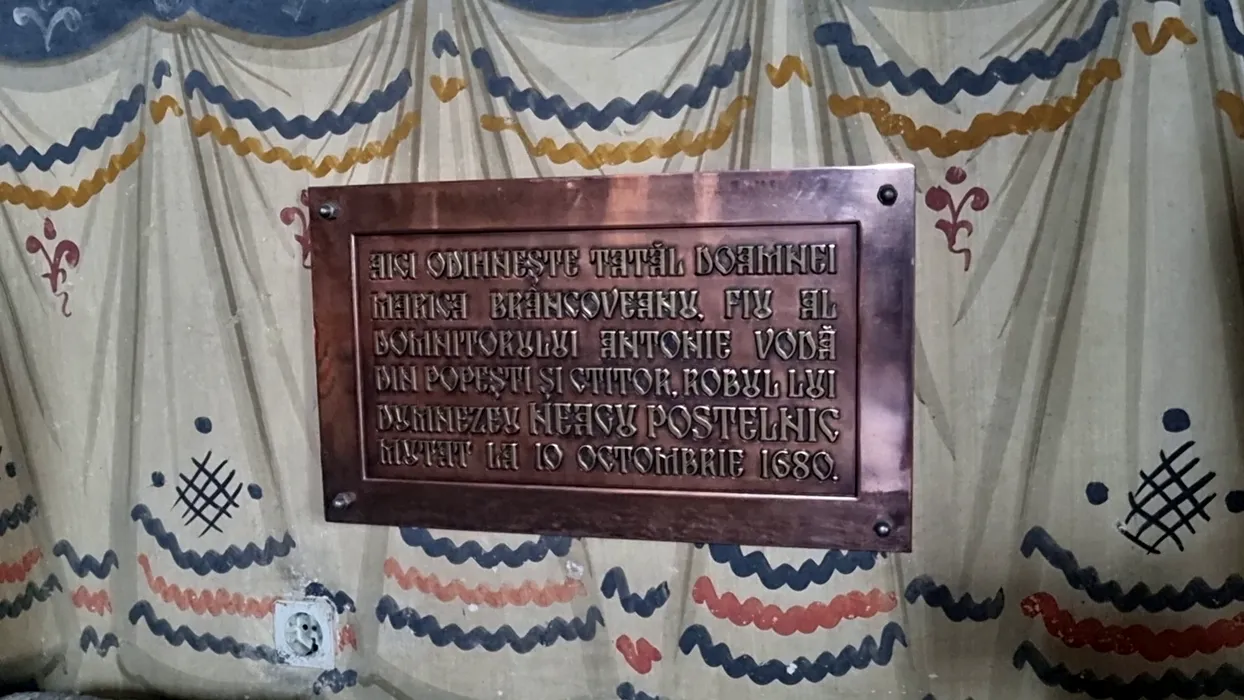 AICI ODIHNEȘTE TATĂL DOAMNEI
MARICA BRÂNCOVEANU, FIU AL
DOMNITORULUI ANTONIE VODĂ
DIN POPEȘTI ȘI CTITOR, ROBUL LUI
DUMNEZEU NEAGU POSTELNIC
MUTAT LA 10 OCTOMBRIE 1680.